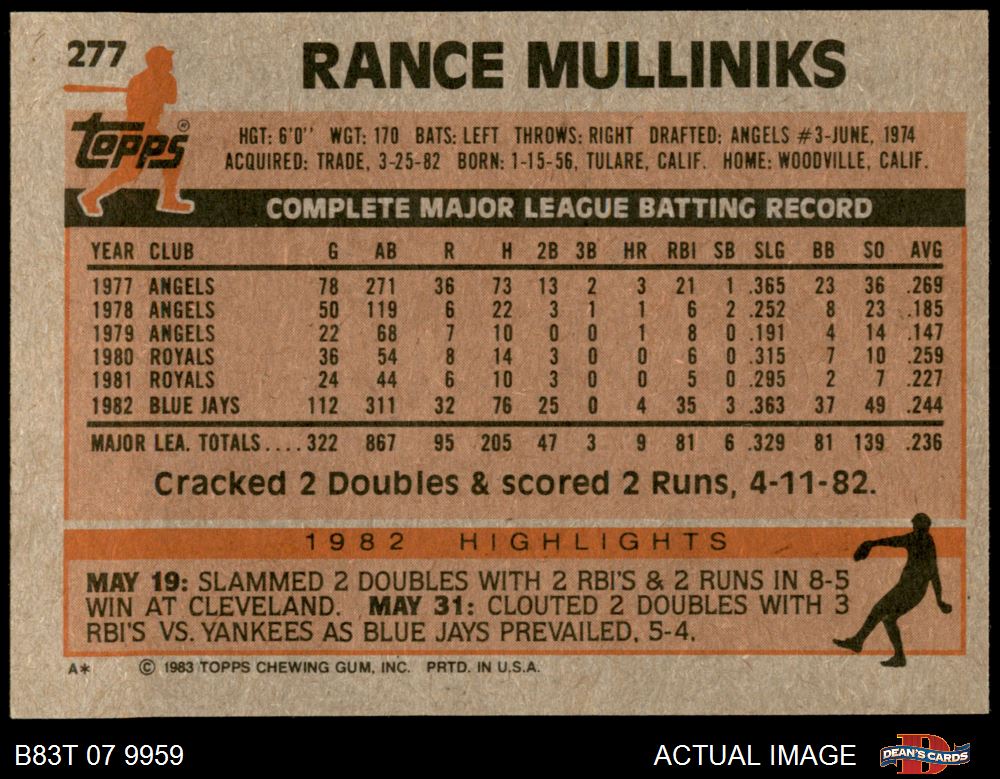 277
RANCE MULLINIKS
topps®
HGT: 6'0" WGT: 170 BATS: LEFT THROWS: RIGHT DRAFTED: ANGELS #3-JUNE, 1974
ACQUIRED: TRADE, 3-25-82 BORN: 1-15-56, TULARE, CALIF. HOME: WOODVILLE, CALIF.
COMPLETE MAJOR LEAGUE BATTING RECORD
YEAR CLUB G AB R H 2B 3B HR RBI SB SLG BB SO AVG
1977 ANGELS 78 271 36 73 13 2 3 21 1 .365 23 36 .269
1978 ANGELS 50 119 6 22 3 1 1 6 2 .252 8 23 .185
1979 ANGELS 22 68 7 10 0 0 1 8 0 .191 4 14 .147
1980 ROYALS 36 54 8 14 3 0 0 6 0 .315 7 10 .259
1981 ROYALS 24 44 6 10 3 0 0 5 0 .295 2 7 .227
1982 BLUE JAYS 112 311 32 76 25 0 4 35 3 .363 37 49 .244
MAJOR LEA. TOTALS....322 867 95 205 47 3 9 81 6 .329 81 139 .236
Cracked 2 Doubles & scored 2 Runs, 4-11-82.
1982 HIGHLIGHTS
MAY 19: SLAMMED 2 DOUBLES WITH 2 RBI'S & 2 RUNS IN 8-5
WIN AT CLEVELAND. MAY 31: CLOUTED 2 DOUBLES WITH 3
RBI'S VS. YANKEES AS BLUE JAYS PREVAILED, 5-4.
A* © 1983 TOPPS CHEWING GUM, INC. PRTD. IN U.S.A.
B83T 07 9959 ACTUAL IMAGE D DEAN'S CARDS